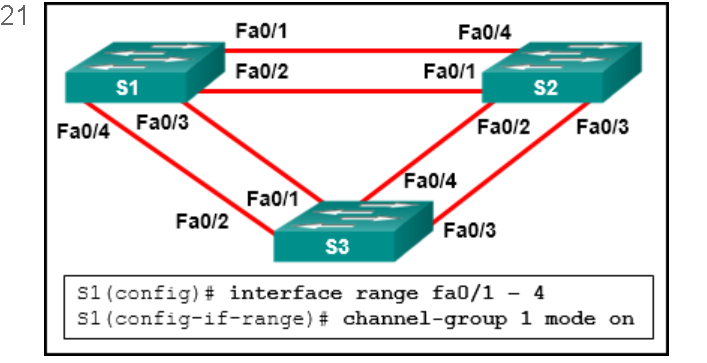 21
Fa0/1
Fa0/4
Fa0/2
Fa0/1
S1
S2
Fa0/4
Fa0/3
Fa0/2
Fa0/3
Fa0/1
Fa0/4
Fa0/2
Fa0/3
S3
S1(config)# interface range fa0/1 – 4
S1(config-if-range)# channel-group 1 mode on